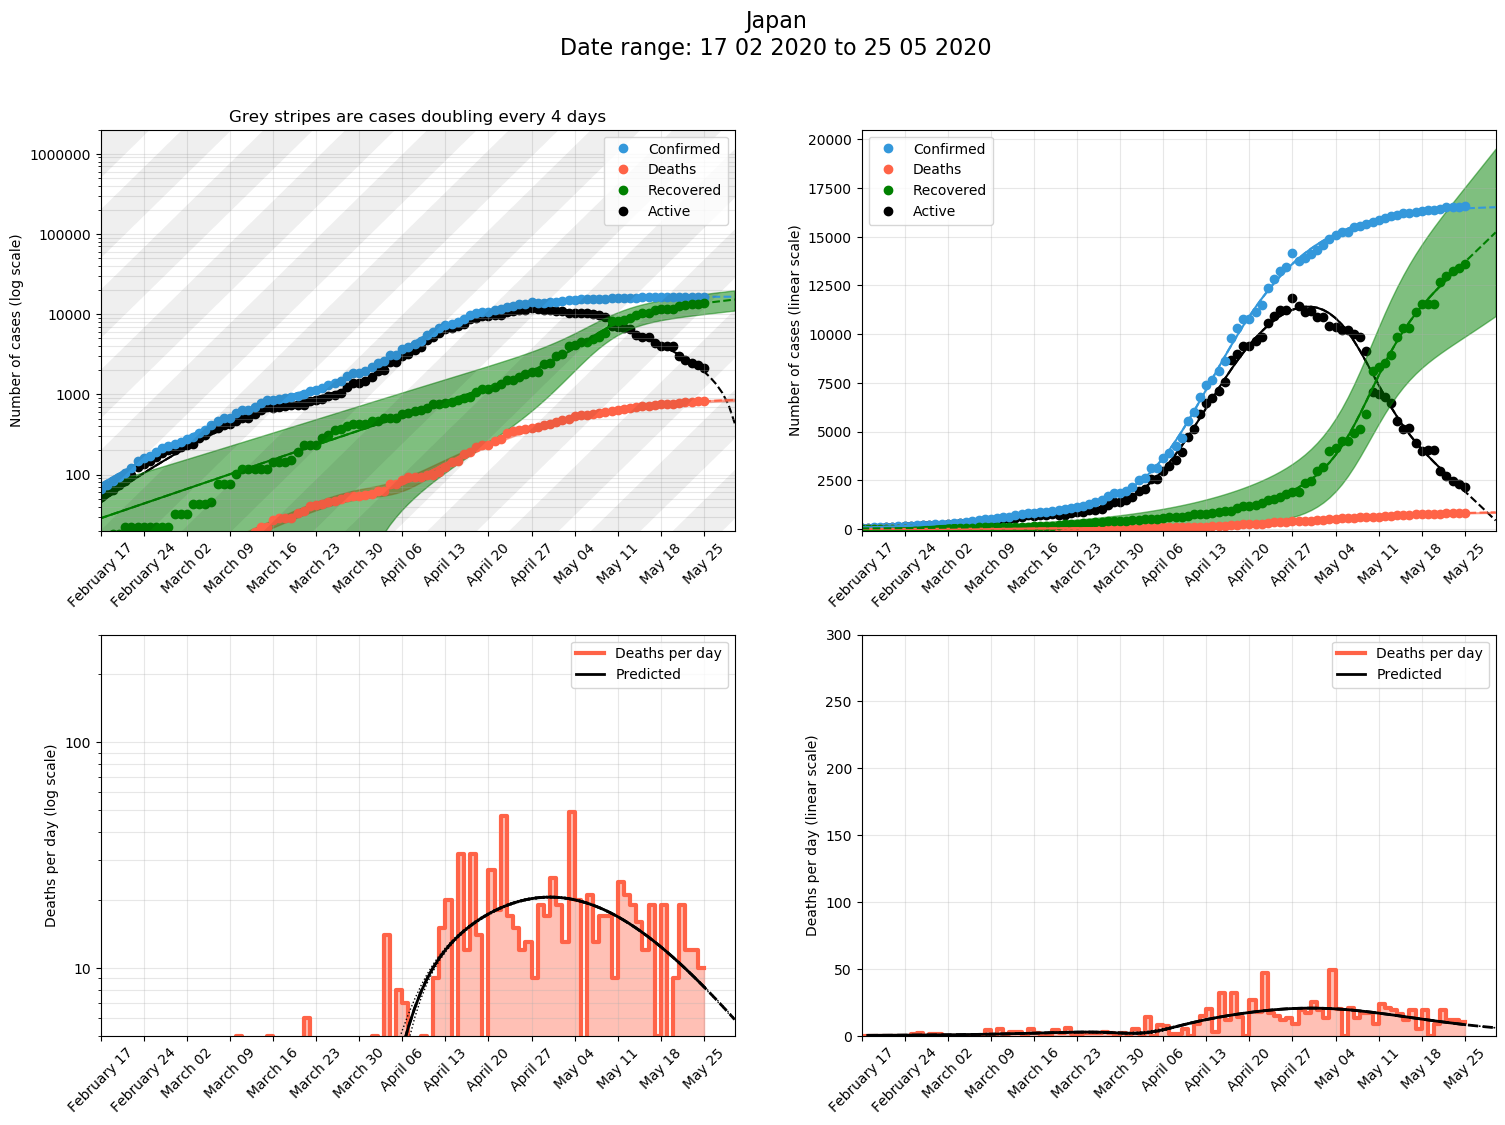 Japan
Date range: 17 02 2020 to 25 05 2020
Grey stripes are cases doubling every 4 days
Number of cases (log scale)
1000000
100000
10000
1000
100
Confirmed
Deaths
Recovered
Active
February 17
February 24
March 02
March 09
March 16
March 23
March 30
April 06
April 13
April 20
April 27
May 04
May 11
May 18
May 25
Number of cases (linear scale)
20000
17500
15000
12500
10000
7500
5000
2500
0
Confirmed
Deaths
Recovered
Active
February 17
February 24
March 02
March 09
March 16
March 23
March 30
April 06
April 13
April 20
April 27
May 04
May 11
May 18
May 25
Deaths per day (log scale)
100
10
Deaths per day
Predicted
February 17
February 24
March 02
March 09
March 16
March 23
March 30
April 06
April 13
April 20
April 27
May 04
May 11
May 18
May 25
Deaths per day (linear scale)
300
250
200
150
100
50
0
Deaths per day
Predicted
February 17
February 24
March 02
March 09
March 16
March 23
March 30
April 06
April 13
April 20
April 27
May 04
May 11
May 18
May 25